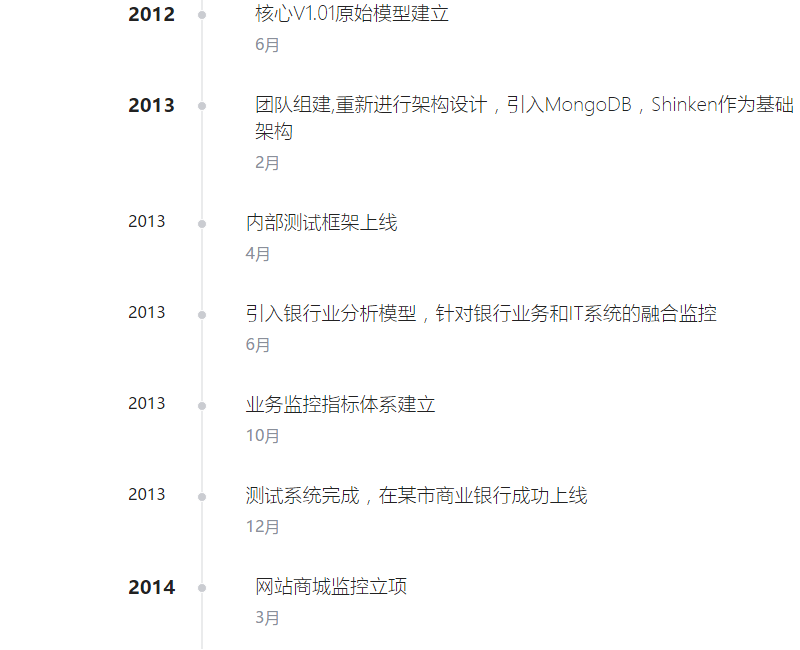 2012 核心V1.01原始模型建立
6月
2013 团队组建,重新进行架构设计，引入MongoDB，Shinken作为基础
架构
2月
2013 内部测试框架上线
4月
2013 引入银行业分析模型，针对银行业务和IT系统的融合监控
6月
2013 业务监控指标体系建立
10月
2013 测试系统完成，在某市商业银行成功上线
12月
2014 网站商城监控立项
3月